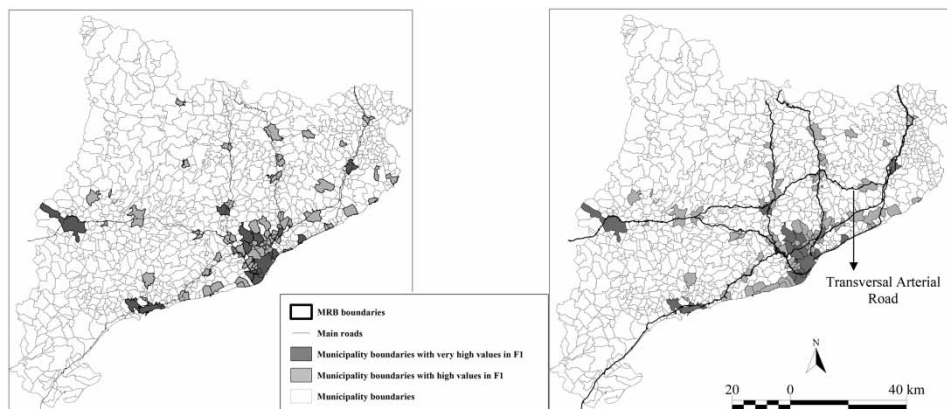 MRB boundaries
Main roads
Municipality boundaries with very high values in F1
Municipality boundaries with high values in F1
Municipality boundaries
Transversal Arterial
Road
N
20 0 40 km